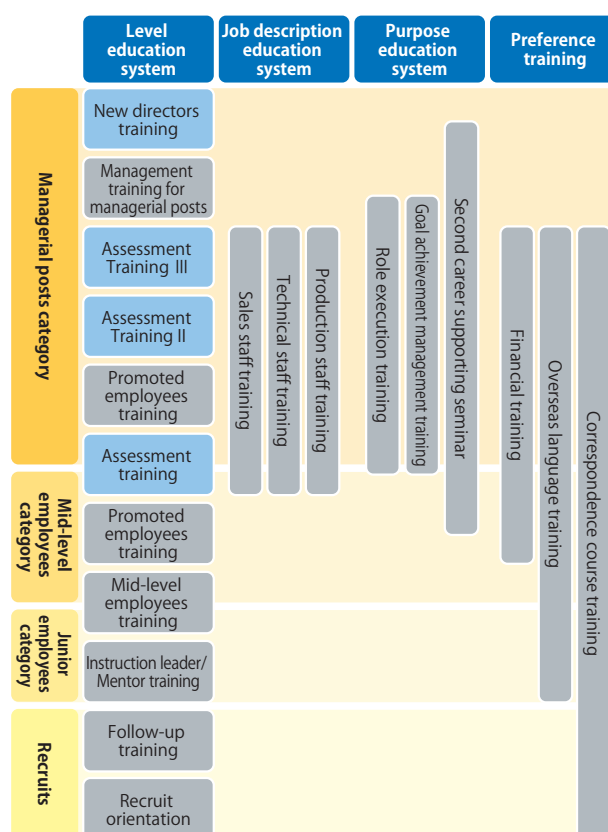 Level
education
system
Job description
education
system
Purpose
education
system
Preference
training
Managerial posts category
New directors
training
Management
training for
managerial posts
Assessment
Training III
Assessment
Training II
Promoted
employees
training
Assessment
training
Sales staff training
Technical staff training
Production staff training
Role execution training
Goal achievement management training
Second career supporting seminar
Financial training
Overseas language training
Correspondence course training
Mid-level
employees
category
Promoted
employees
training
Mid-level
employees
training
Junior
employees
category
Instruction leader/
Mentor training
Recruits
Follow-up
training
Recruit
orientation